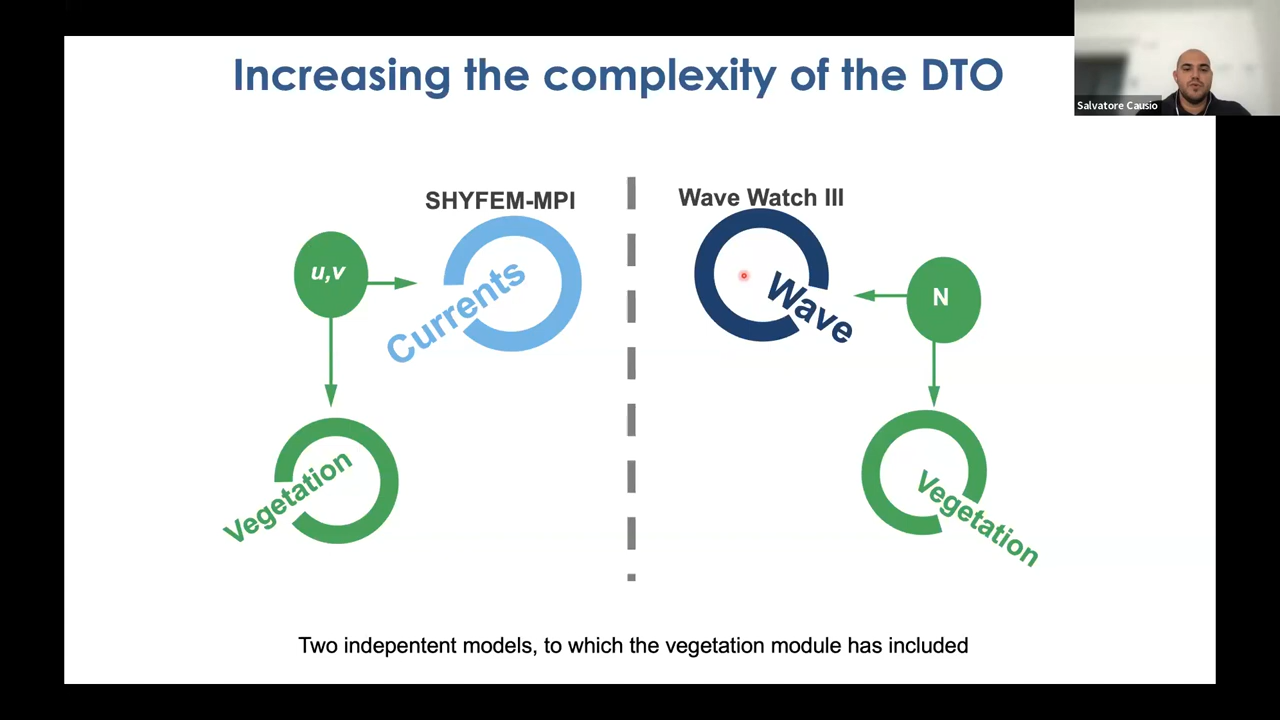 Increasing the complexity of the DTO
Salvatore Causio
SHYFEM-MPI
Wave Watch III
u,v
Currents
Wave
N
Vegetation
Vegetation
Two indepentent models, to which the vegetation module has included